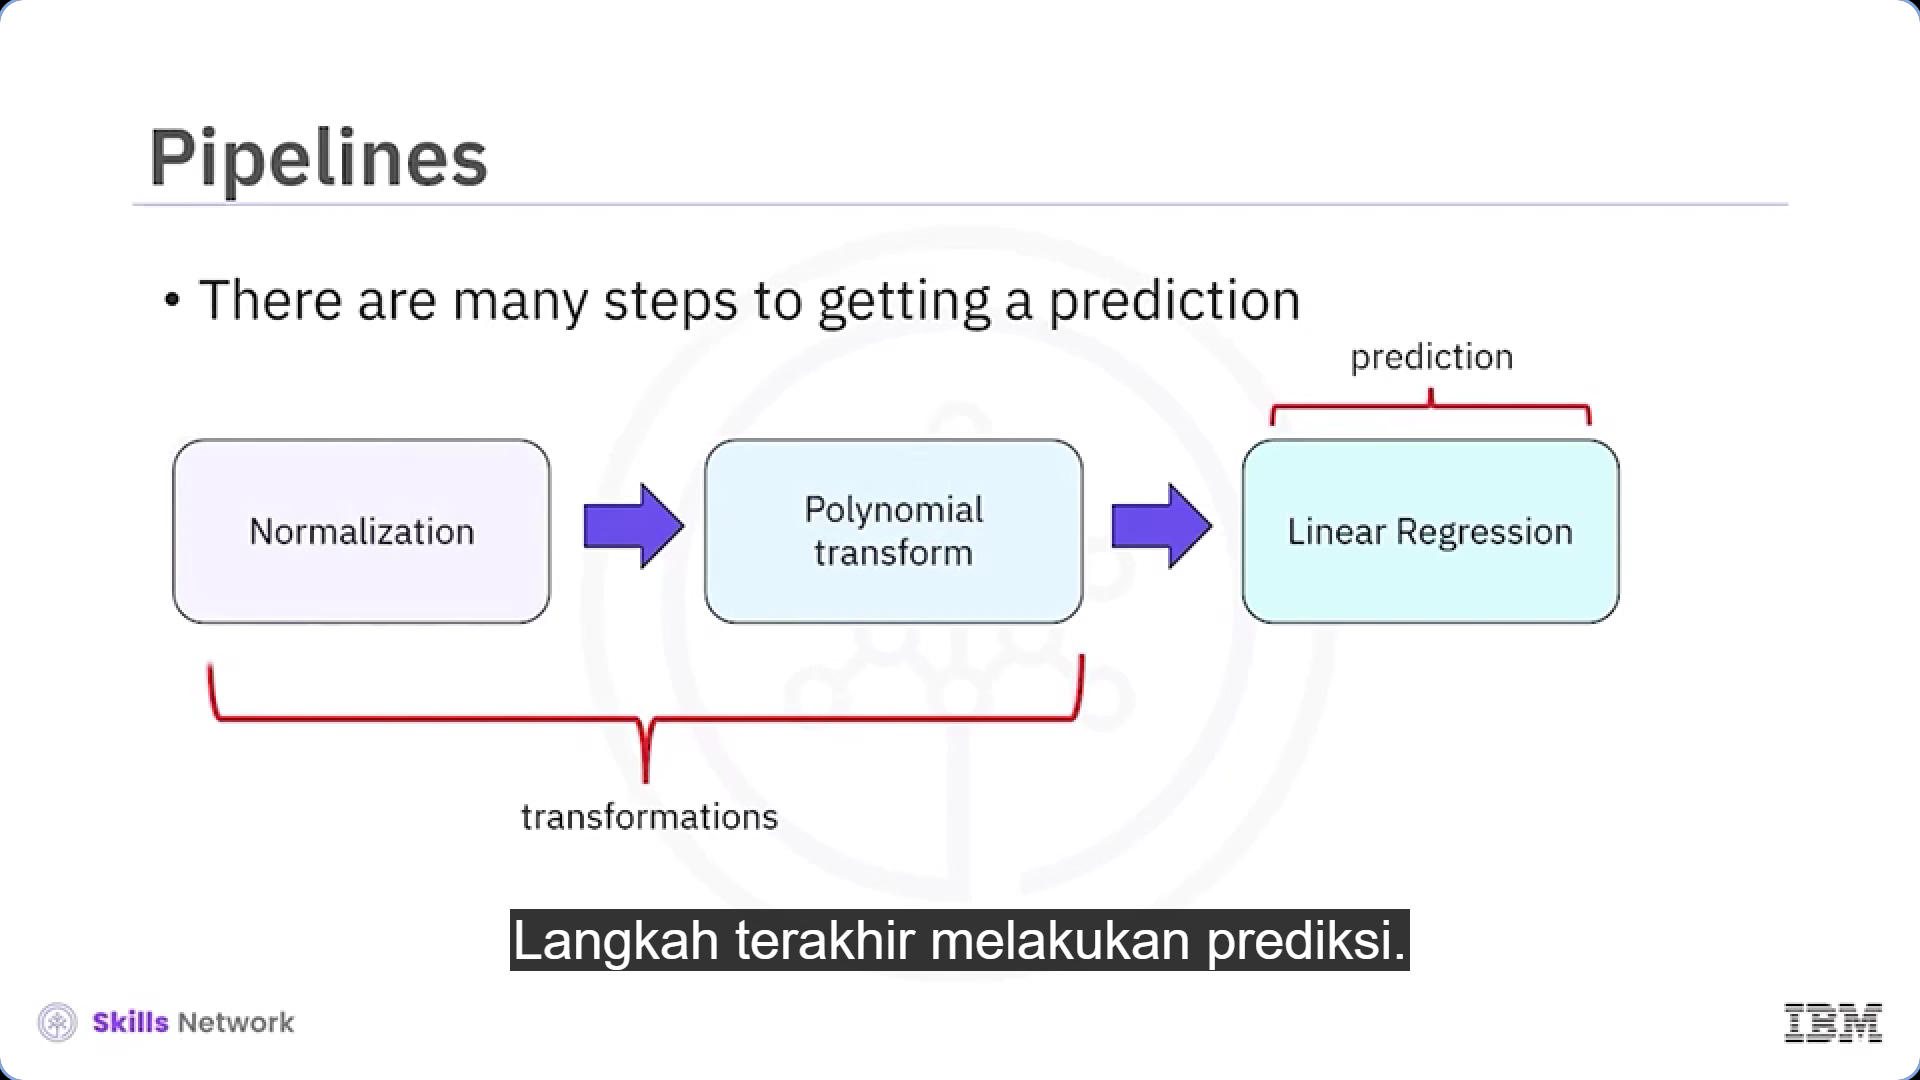 Pipelines
• There are many steps to getting a prediction
prediction
Normalization
Polynomial
transform
Linear Regression
transformations
Langkah terakhir melakukan prediksi.
Skills Network
IBM